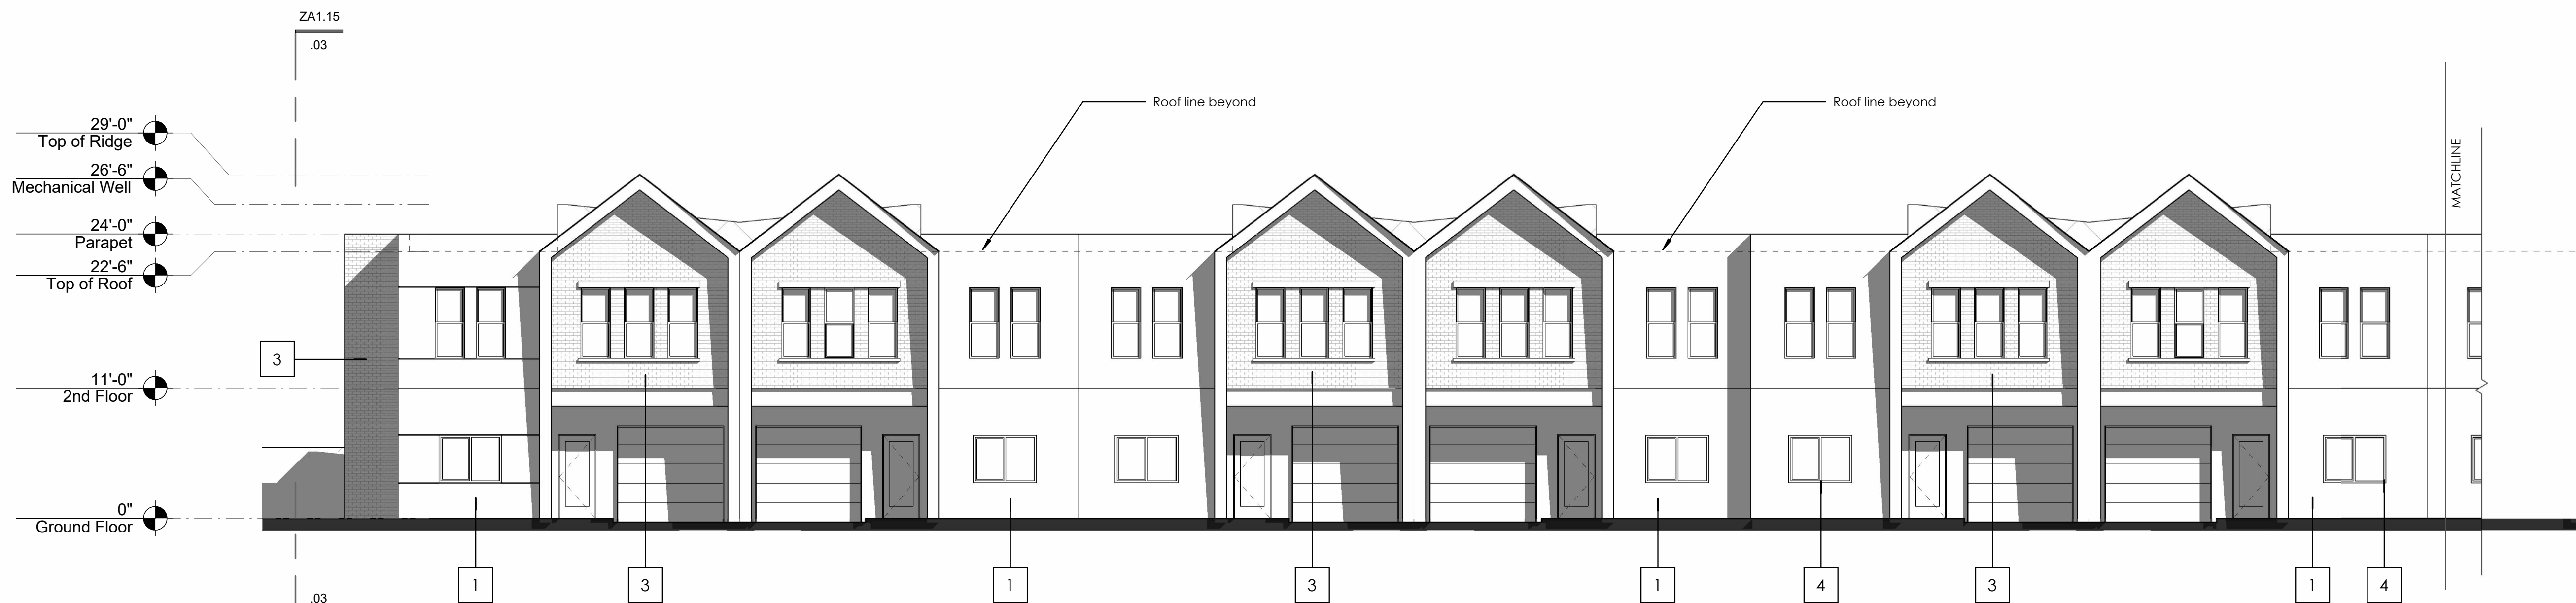 ZA1.15
.03
Roof line beyond
Roof line beyond
29'-0"
Top of Ridge
26'-6"
Mechanical Well
24'-0"
Parapet
22'-6"
Top of Roof
MATCHLINE
3
11'-0"
2nd Floor
0"
Ground Floor
1
3
1
3
1
4
3
1
4
.03